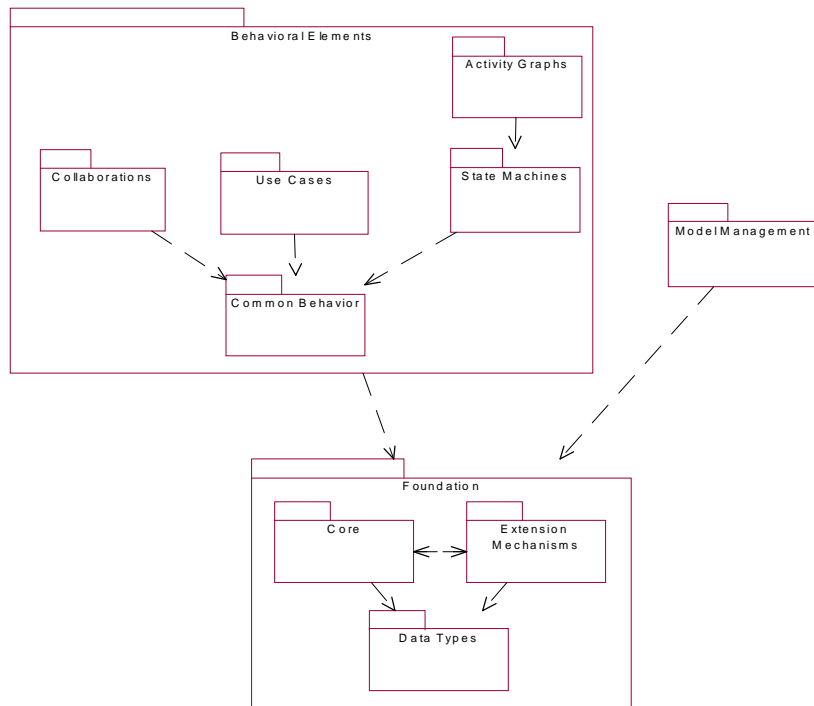 Behavioral Elements
Activity Graphs
Collaborations
Use Cases
State Machines
Model Management
Common Behavior
Foundation
Core
Extension
Mechanisms
Data Types